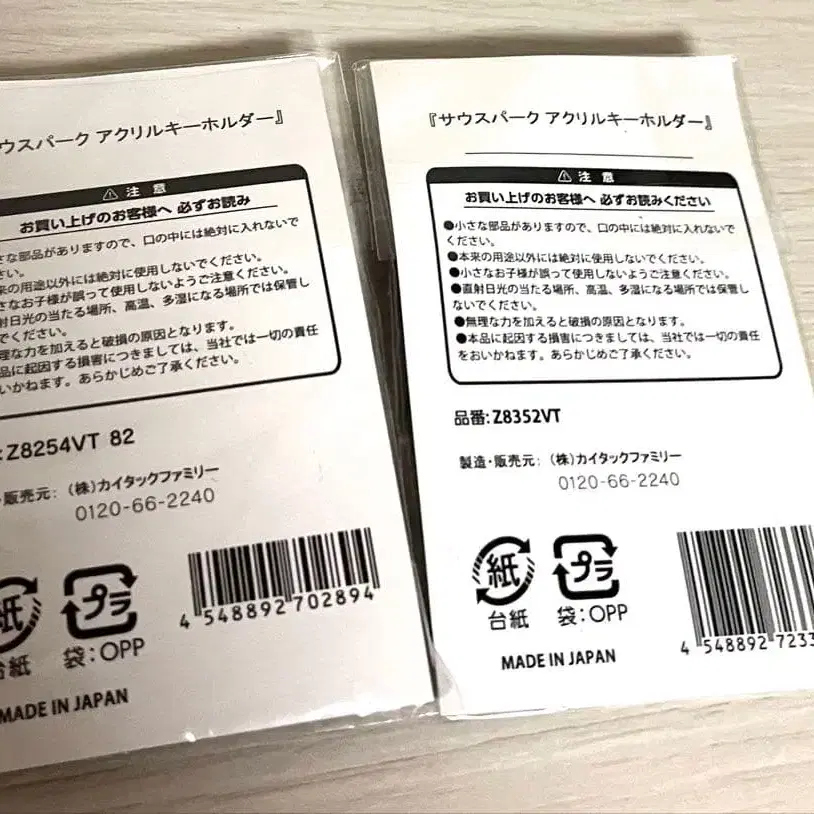 ウスパーク アクリルキーホルダー』
⚠ 注 意
お買い上げのお客様へ 必ずお読み
さな部品がありますので、口の中には絶対に入れないで
さい。
来の用途以外には絶対に使用しないでください。
さなお子様が誤って使用しないようご注意ください。
射日光の当たる場所、高温、多湿になる場所では保管し
でください。
理な力を加えると破損の原因となります。
品に起因する損害につきましては、当社では一切の責任
おいかねます。あらかじめご了承ください。
:Z8254VT 82
・販売元：（株）カイタックファミリー
0120-66-2240
紙
プラ
台紙
袋：OPP
4 548892 702894
MADE IN JAPAN
『サウスパーク アクリルキーホルダー』
⚠ 注 意
お買い上げのお客様へ 必ずお読みください
●小さな部品がありますので、口の中には絶対に入れないで
ください。
●本来の用途以外には絶対に使用しないでください。
●小さなお子様が誤って使用しないようご注意ください。
●直射日光の当たる場所、高温、多湿になる場所では保管し
ないでください。
●無理な力を加えると破損の原因となります。
●本品に起因する損害につきましては、当社では一切の責任
をおいかねます。あらかじめご了承ください。
品番：Z8352VT
製造・販売元：（株）カイタックファミリー
0120-66-2240
紙
プラ
台紙
袋：OPP
4 548892 7233
MADE IN JAPAN